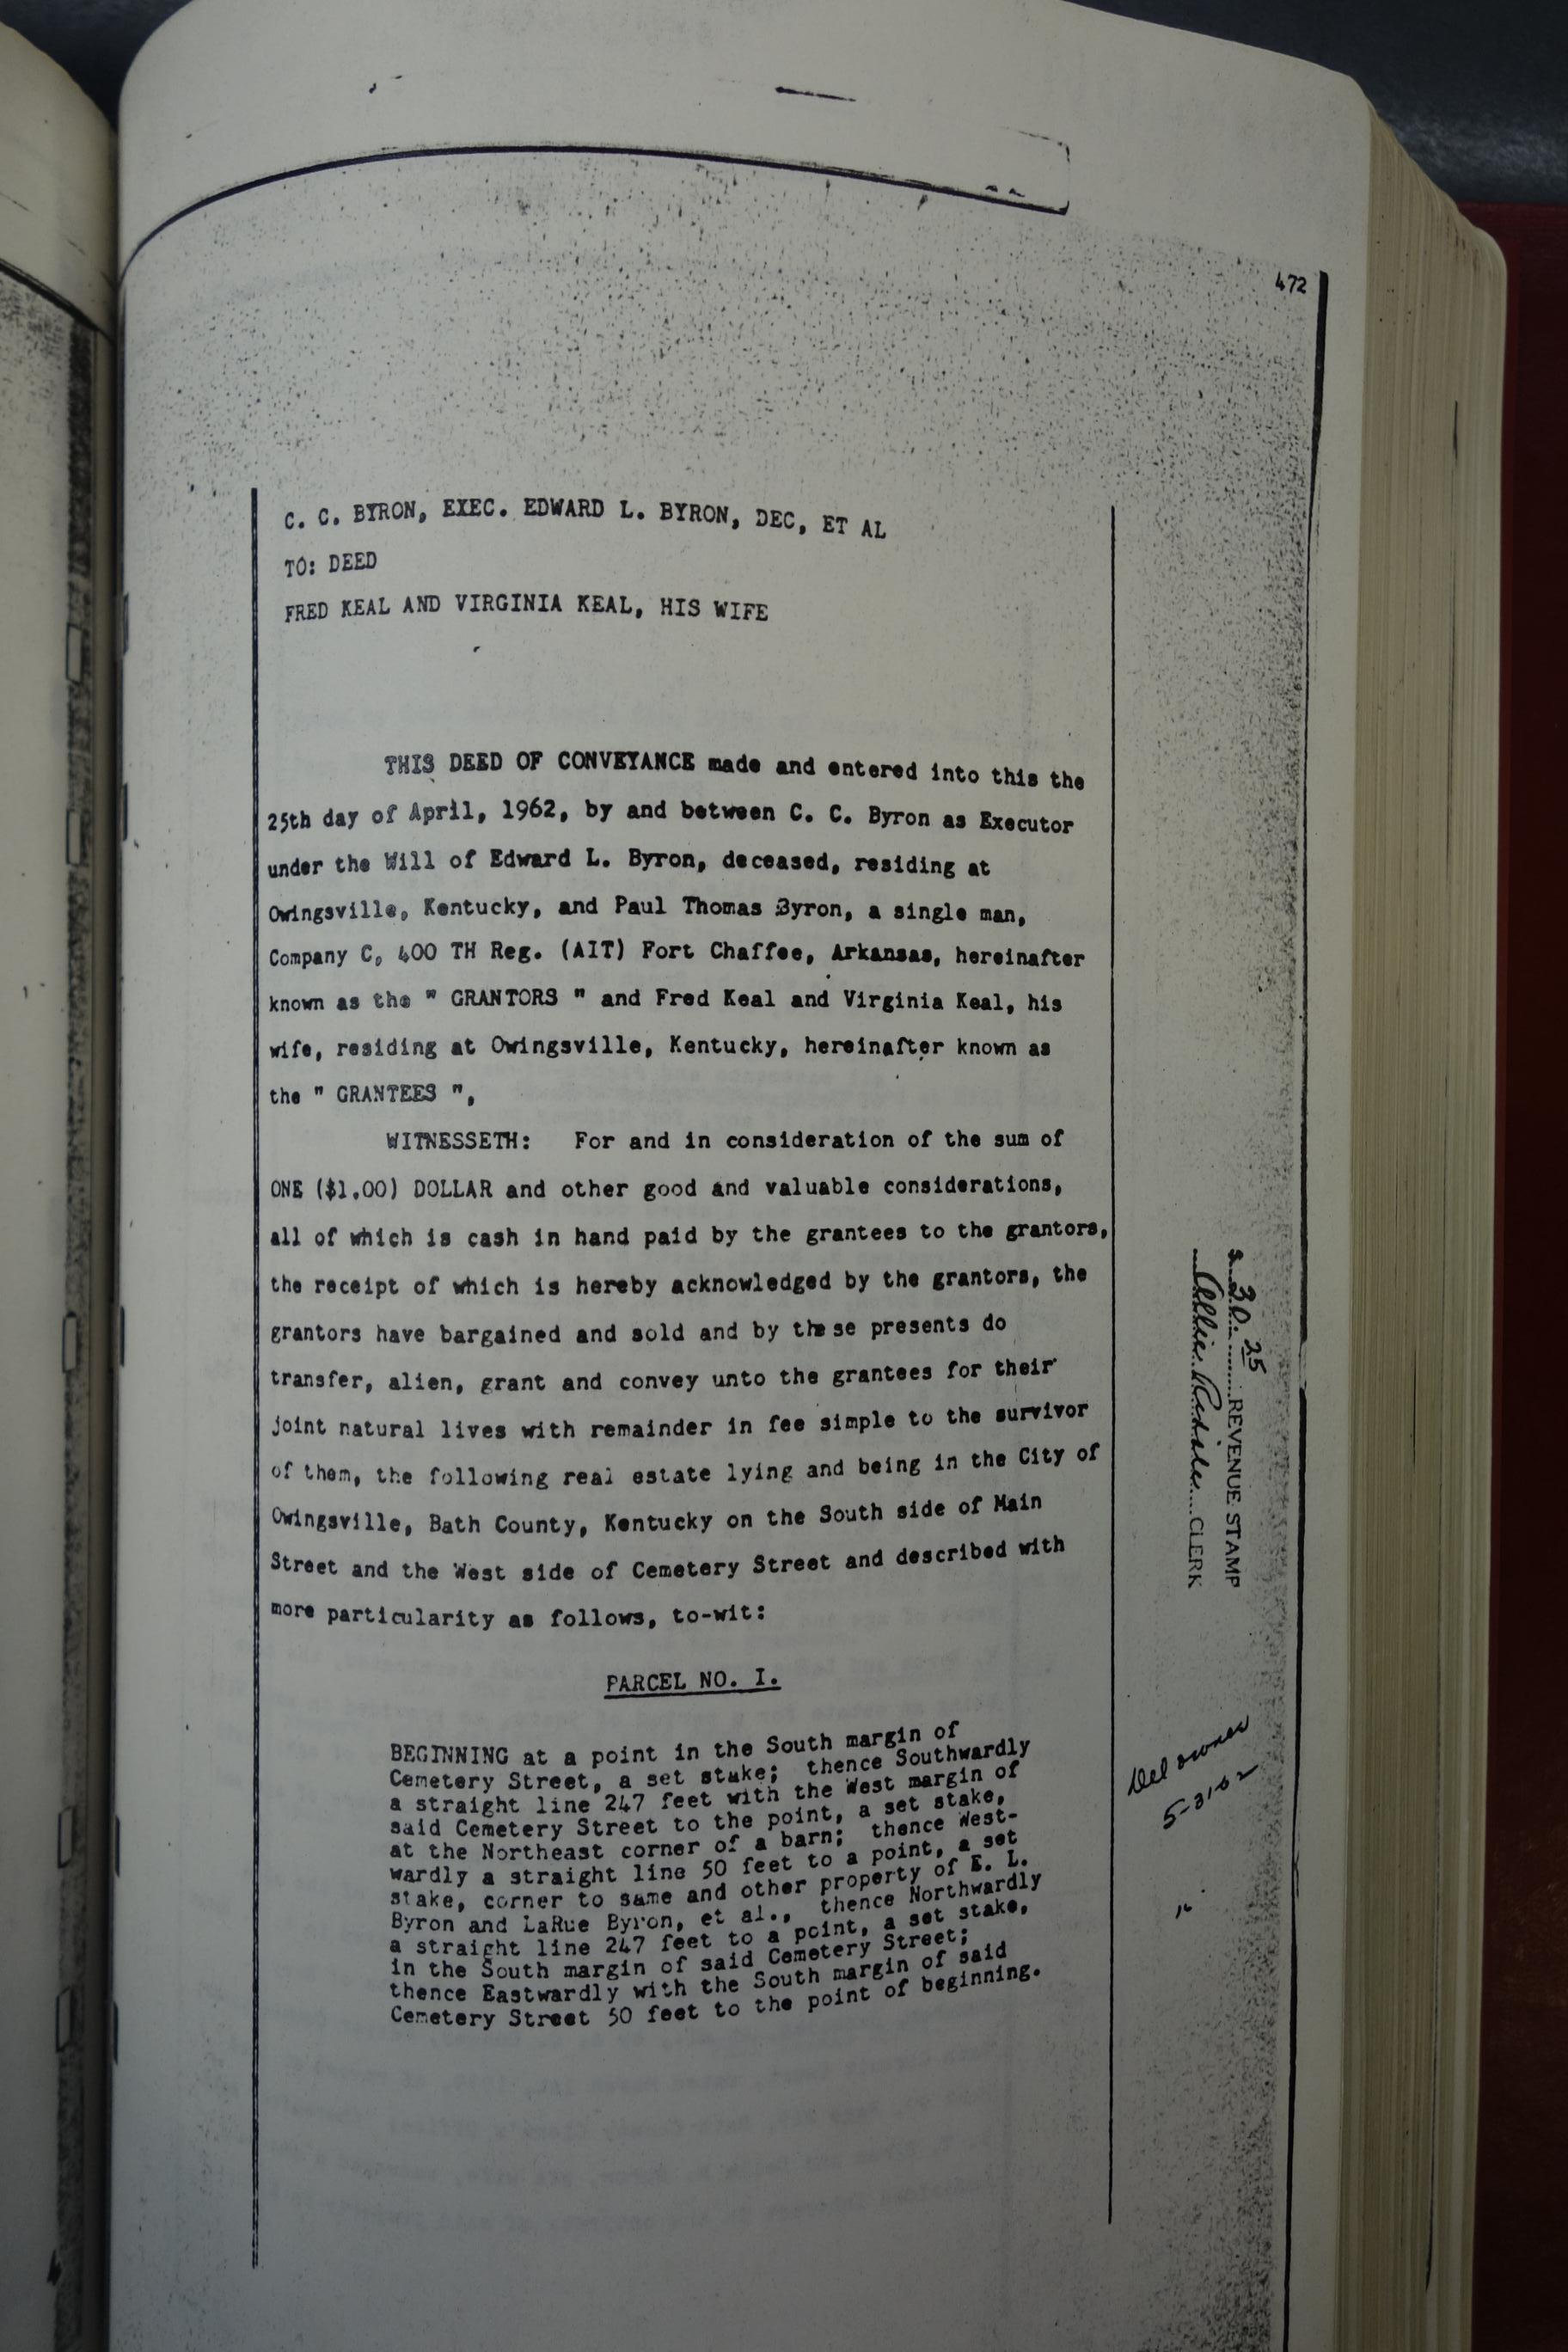 472
C. C. BYRON, EXEC. EDWARD L. BYRON, DEC, ET AL
TO: DEED
FRED KEAL AND VIRGINIA KEAL, HIS WIFE
THIS DEED OF CONVEYANCE made and entered into this the
25th day of April, 1962, by and between C. C. Byron as Executor
under the Will of Edward L. Byron, deceased, residing at
Owingsville, Kentucky, and Paul Thomas Byron, a single man,
Company C, 400 TH Reg. (AIT) Fort Chaffee, Arkansas, hereinafter
known as the " GRANTORS " and Fred Keal and Virginia Keal, his
wife, residing at Owingsville, Kentucky, hereinafter known as
the " GRANTEES ",
WITNESSETH: For and in consideration of the sum of
ONE ($1.00) DOLLAR and other good and valuable considerations,
all of which is cash in hand paid by the grantees to the grantors,
the receipt of which is hereby acknowledged by the grantors, the
grantors have bargained and sold and by these presents do
transfer, alien, grant and convey unto the grantees for their
joint natural lives with remainder in fee simple to the survivor
of them, the following real estate lying and being in the City of
Owingsville, Bath County, Kentucky on the South side of Main
Street and the West side of Cemetery Street and described with
more particularity as follows, to-wit:
PARCEL NO. I.
BEGINNING at a point in the South margin of
Cemetery Street, a set stake; thence Southwardly
a straight line 247 feet with the West margin of
said Cemetery Street to the point, a set stake,
at the Northeast corner of a barn; thence West-
wardly a straight line 50 feet to a point, a set
stake, corner to same and other property of E. L.
Byron and LaRue Byron, et al., thence Northwardly
a straight line 247 feet to a point, a set stake,
in the South margin of said Cemetery Street;
thence Eastwardly with the South margin of said
Cemetery Street 50 feet to the point of beginning.
$ 30.25 REVENUE STAMP
CLERK
Del owner